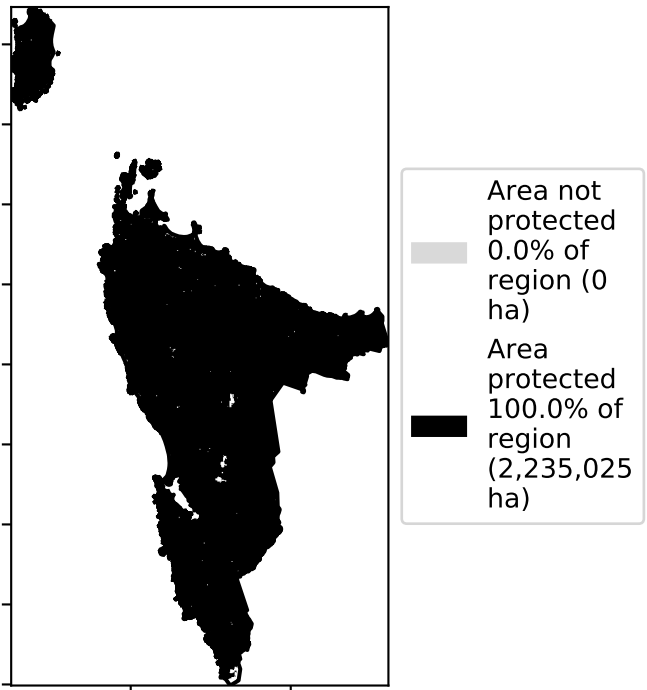 Area not
protected
0.0% of
region (0
ha)
Area
protected
100.0% of
region
(2,235,025
ha)